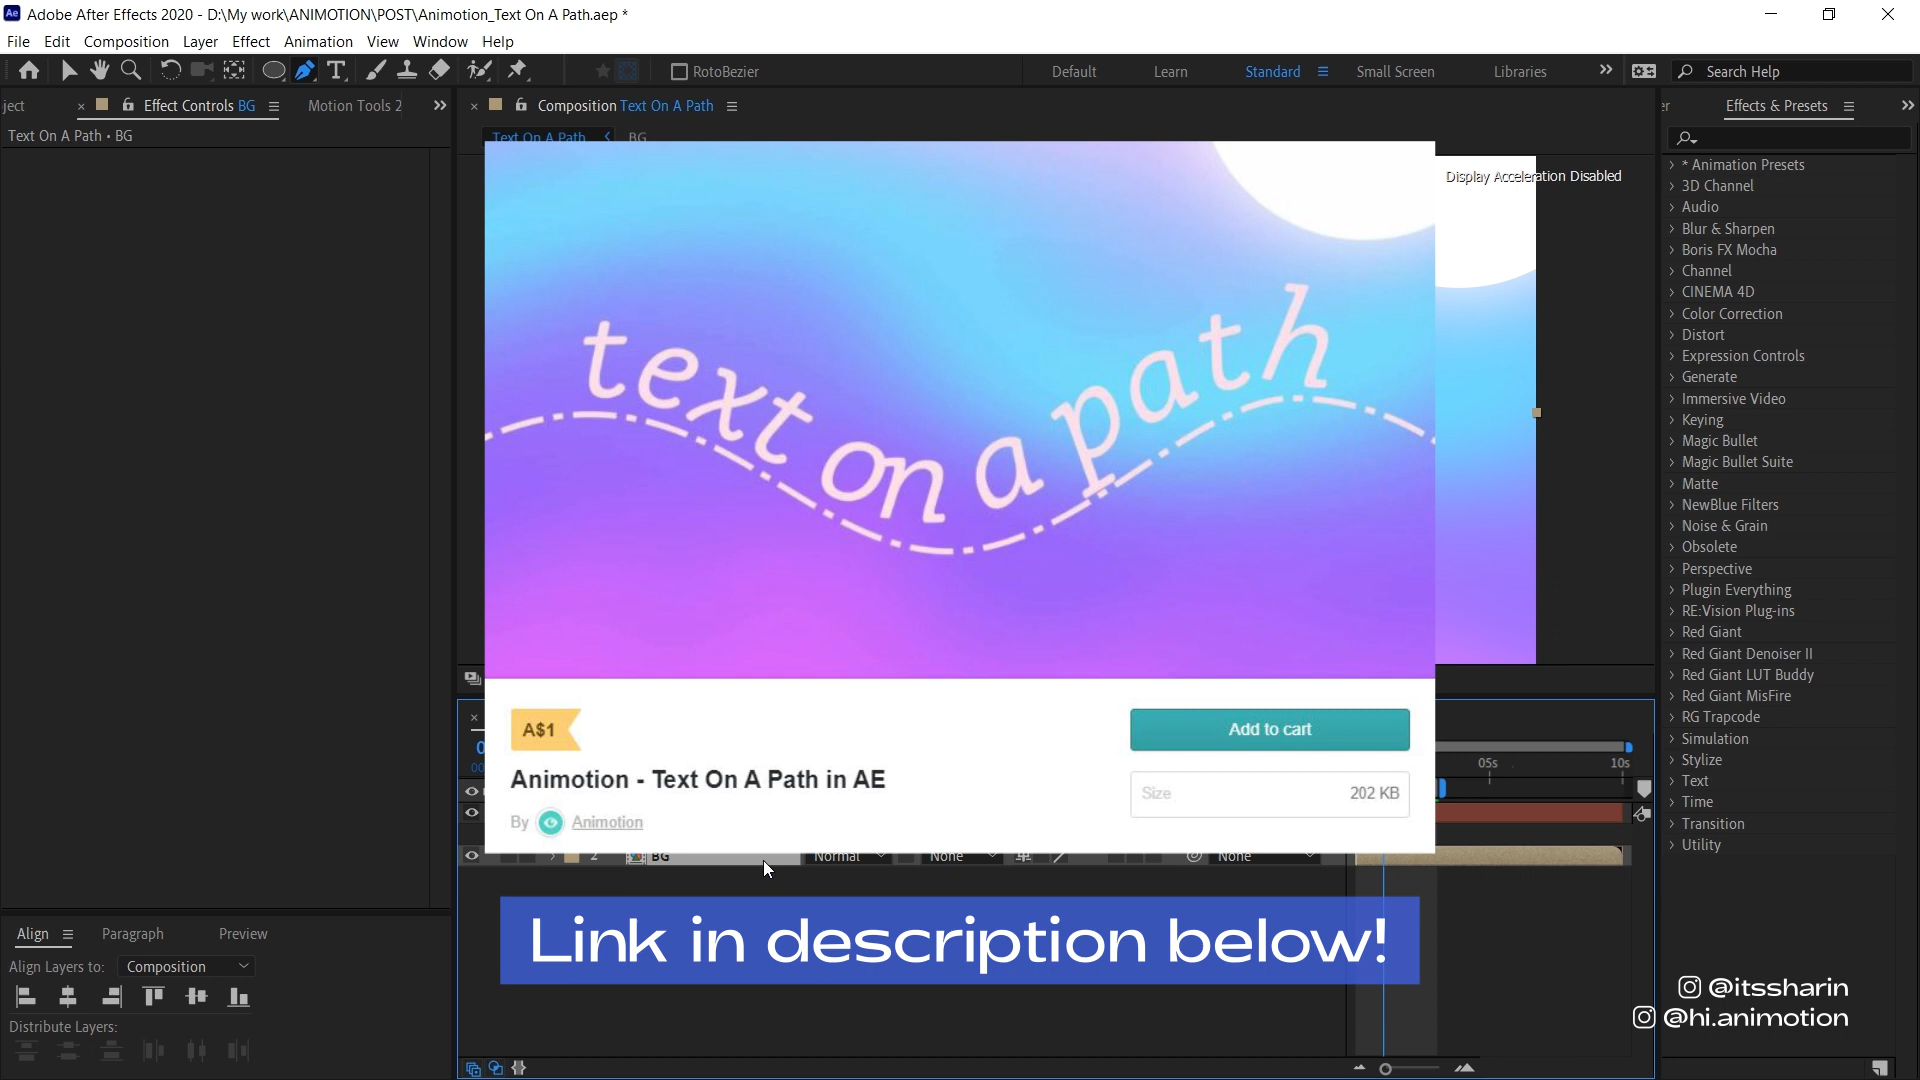 Adobe After Effects 2020 - D:\My work\ANIMOTION\POST\Animotion_Text On A Path.aep *
File Edit Composition Layer Effect Animation View Window Help
RotoBezier Default Learn Standard Small Screen Libraries Search Help
ject Effect Controls BG Motion Tools 2 Composition Text On A Path Effects & Presets
Text On A Path • BG
Text On A Path BG
Display Acceleration Disabled
* Animation Presets
3D Channel
Audio
Blur & Sharpen
Boris FX Mocha
Channel
CINEMA 4D
Color Correction
Distort
Expression Controls
Generate
Immersive Video
Keying
Magic Bullet
Magic Bullet Suite
Matte
NewBlue Filters
Noise & Grain
Obsolete
Perspective
Plugin Everything
RE:Vision Plug-ins
Red Giant
Red Giant Denoiser II
Red Giant LUT Buddy
Red Giant MisFire
RG Trapcode
Simulation
Stylize
Text
Time
Transition
Utility
text on a path
A$1
Add to cart
Animotion - Text On A Path in AE
Size 202 KB
By Animotion
05s 10s
2 BG Normal None None
Link in description below!
Align Paragraph Preview
Align Layers to: Composition
Distribute Layers:
@itssharin
@hi.animotion